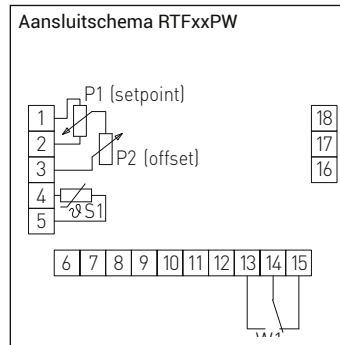 Aansluitschema RTFxxPW
P1 (setpoint)
1
2
3
4
5
P2 (offset)
ϑ S1
18
17
16
6 7 8 9 10 11 12 13 14 15